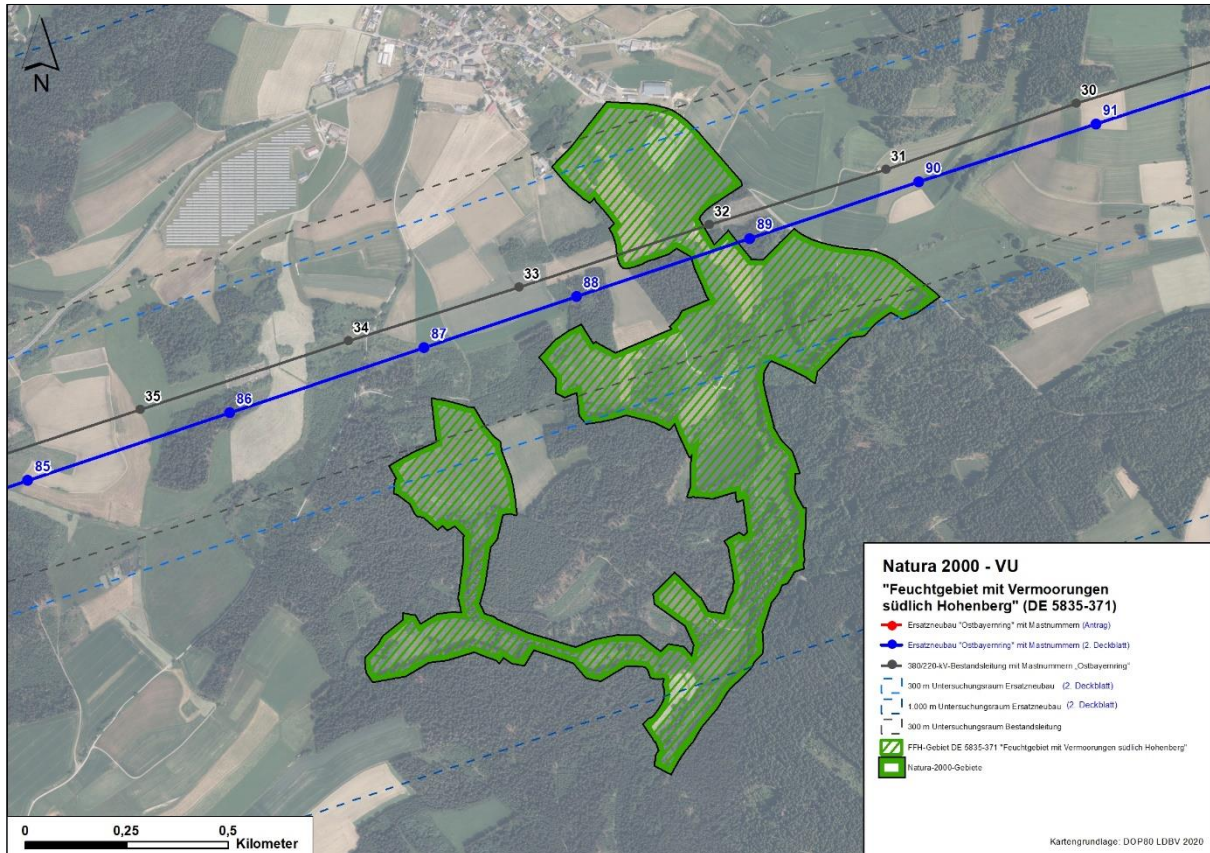 N
30
91
31
90
32
89
33
88
34
87
35
86
85
Natura 2000 - VU
"Feuchtgebiet mit Vermoorungen
südlich Hohenberg" (DE 5835-371)
Ersatzneubau "Ostbayernring" mit Mastnummern (Antrag)
Ersatzneubau "Ostbayernring" mit Mastnummern (2. Deckblatt)
380/220-kV-Bestandsleitung mit Mastnummern „Ostbayernring"
300 m Untersuchungsraum Ersatzneubau (2. Deckblatt)
1.000 m Untersuchungsraum Ersatzneubau (2. Deckblatt)
300 m Untersuchungsraum Bestandsleitung
FFH-Gebiet DE 5835-371 "Feuchtgebiet mit Vermoorungen südlich Hohenberg"
Natura-2000-Gebiete
Kartengrundlage: DOP80 LDBV 2020
0 0,25 0,5
Kilometer